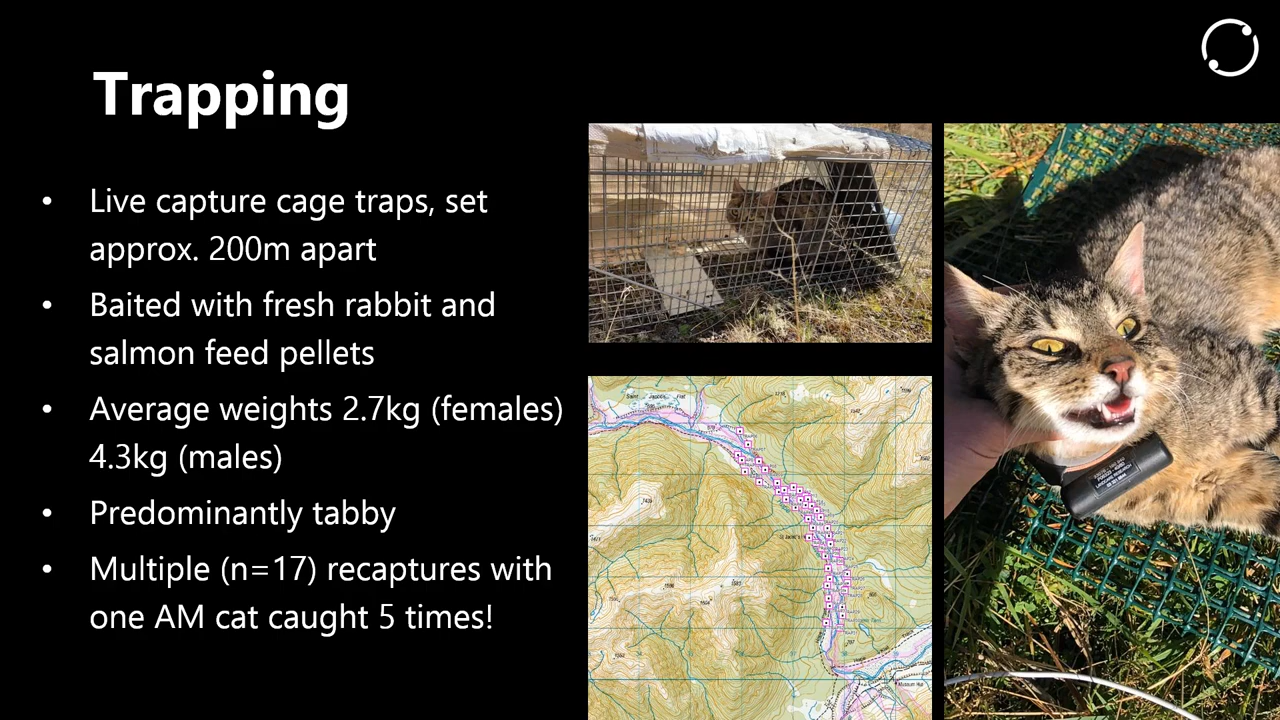 Trapping
• Live capture cage traps, set
approx. 200m apart
• Baited with fresh rabbit and
salmon feed pellets
• Average weights 2.7kg (females)
4.3kg (males)
• Predominantly tabby
• Multiple (n=17) recaptures with
one AM cat caught 5 times!